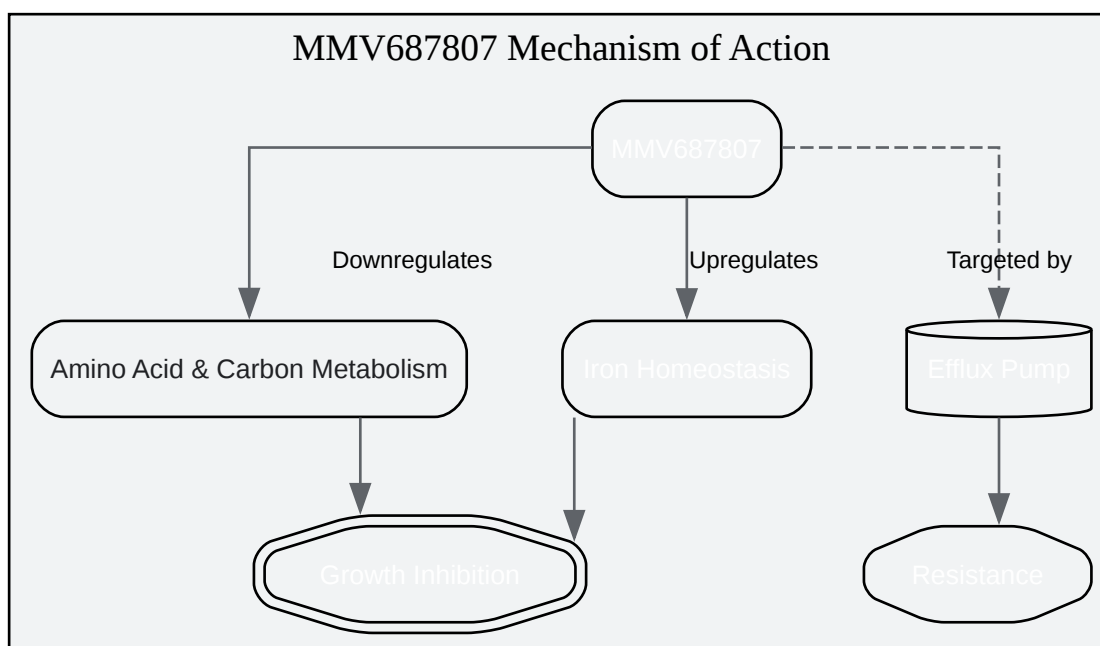 MMV687807 Mechanism of Action
MMV687807
Downregulates
Upregulates
Targeted by
Amino Acid & Carbon Metabolism
Iron Homeostasis
Efflux Pump
Growth Inhibition
Resistance